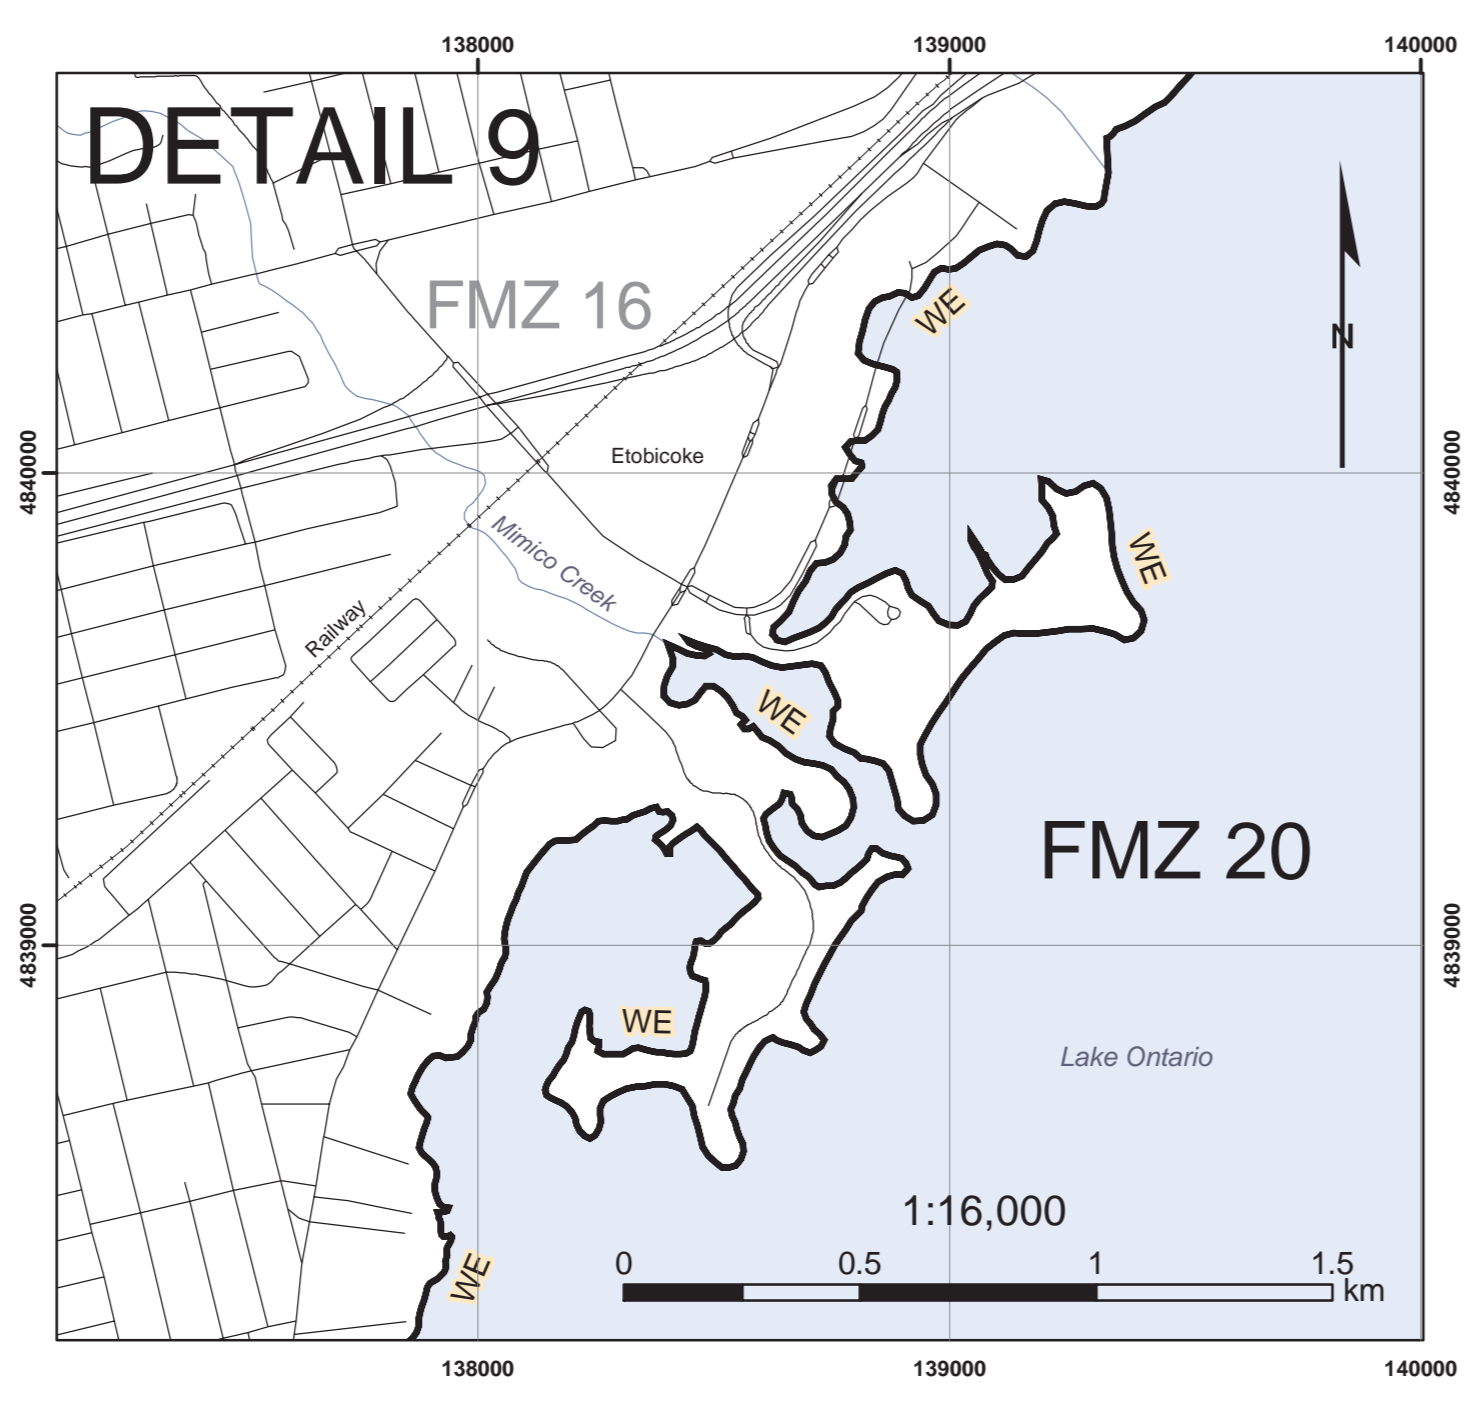 138000
139000
140000
DETAIL 9
FMZ 16
WE
N
4840000
Etobicoke
4840000
WE
Mimico Creek
Railway
WE
FMZ 20
4839000
4839000
WE
Lake Ontario
1:16,000
WE
0 0.5 1 1.5
km
138000
139000
140000